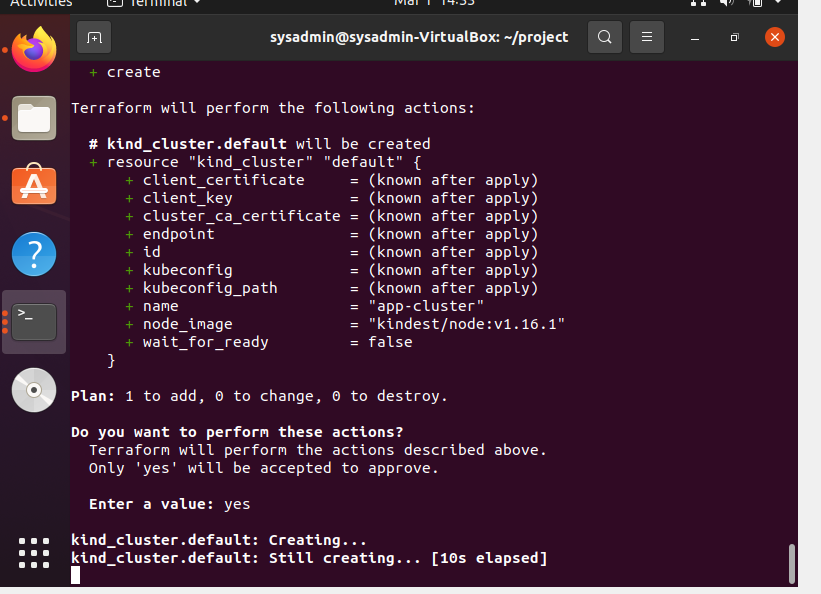 Activities
Terminal
Mar 1 14:33
sysadmin@sysadmin-VirtualBox: ~/project
+ create
Terraform will perform the following actions:
# kind_cluster.default will be created
+ resource "kind_cluster" "default" {
+ client_certificate = (known after apply)
+ client_key = (known after apply)
+ cluster_ca_certificate = (known after apply)
+ endpoint = (known after apply)
+ id = (known after apply)
+ kubeconfig = (known after apply)
+ kubeconfig_path = (known after apply)
+ name = "app-cluster"
+ node_image = "kindest/node:v1.16.1"
+ wait_for_ready = false
}
Plan: 1 to add, 0 to change, 0 to destroy.
Do you want to perform these actions?
Terraform will perform the actions described above.
Only 'yes' will be accepted to approve.
Enter a value: yes
kind_cluster.default: Creating...
kind_cluster.default: Still creating... [10s elapsed]